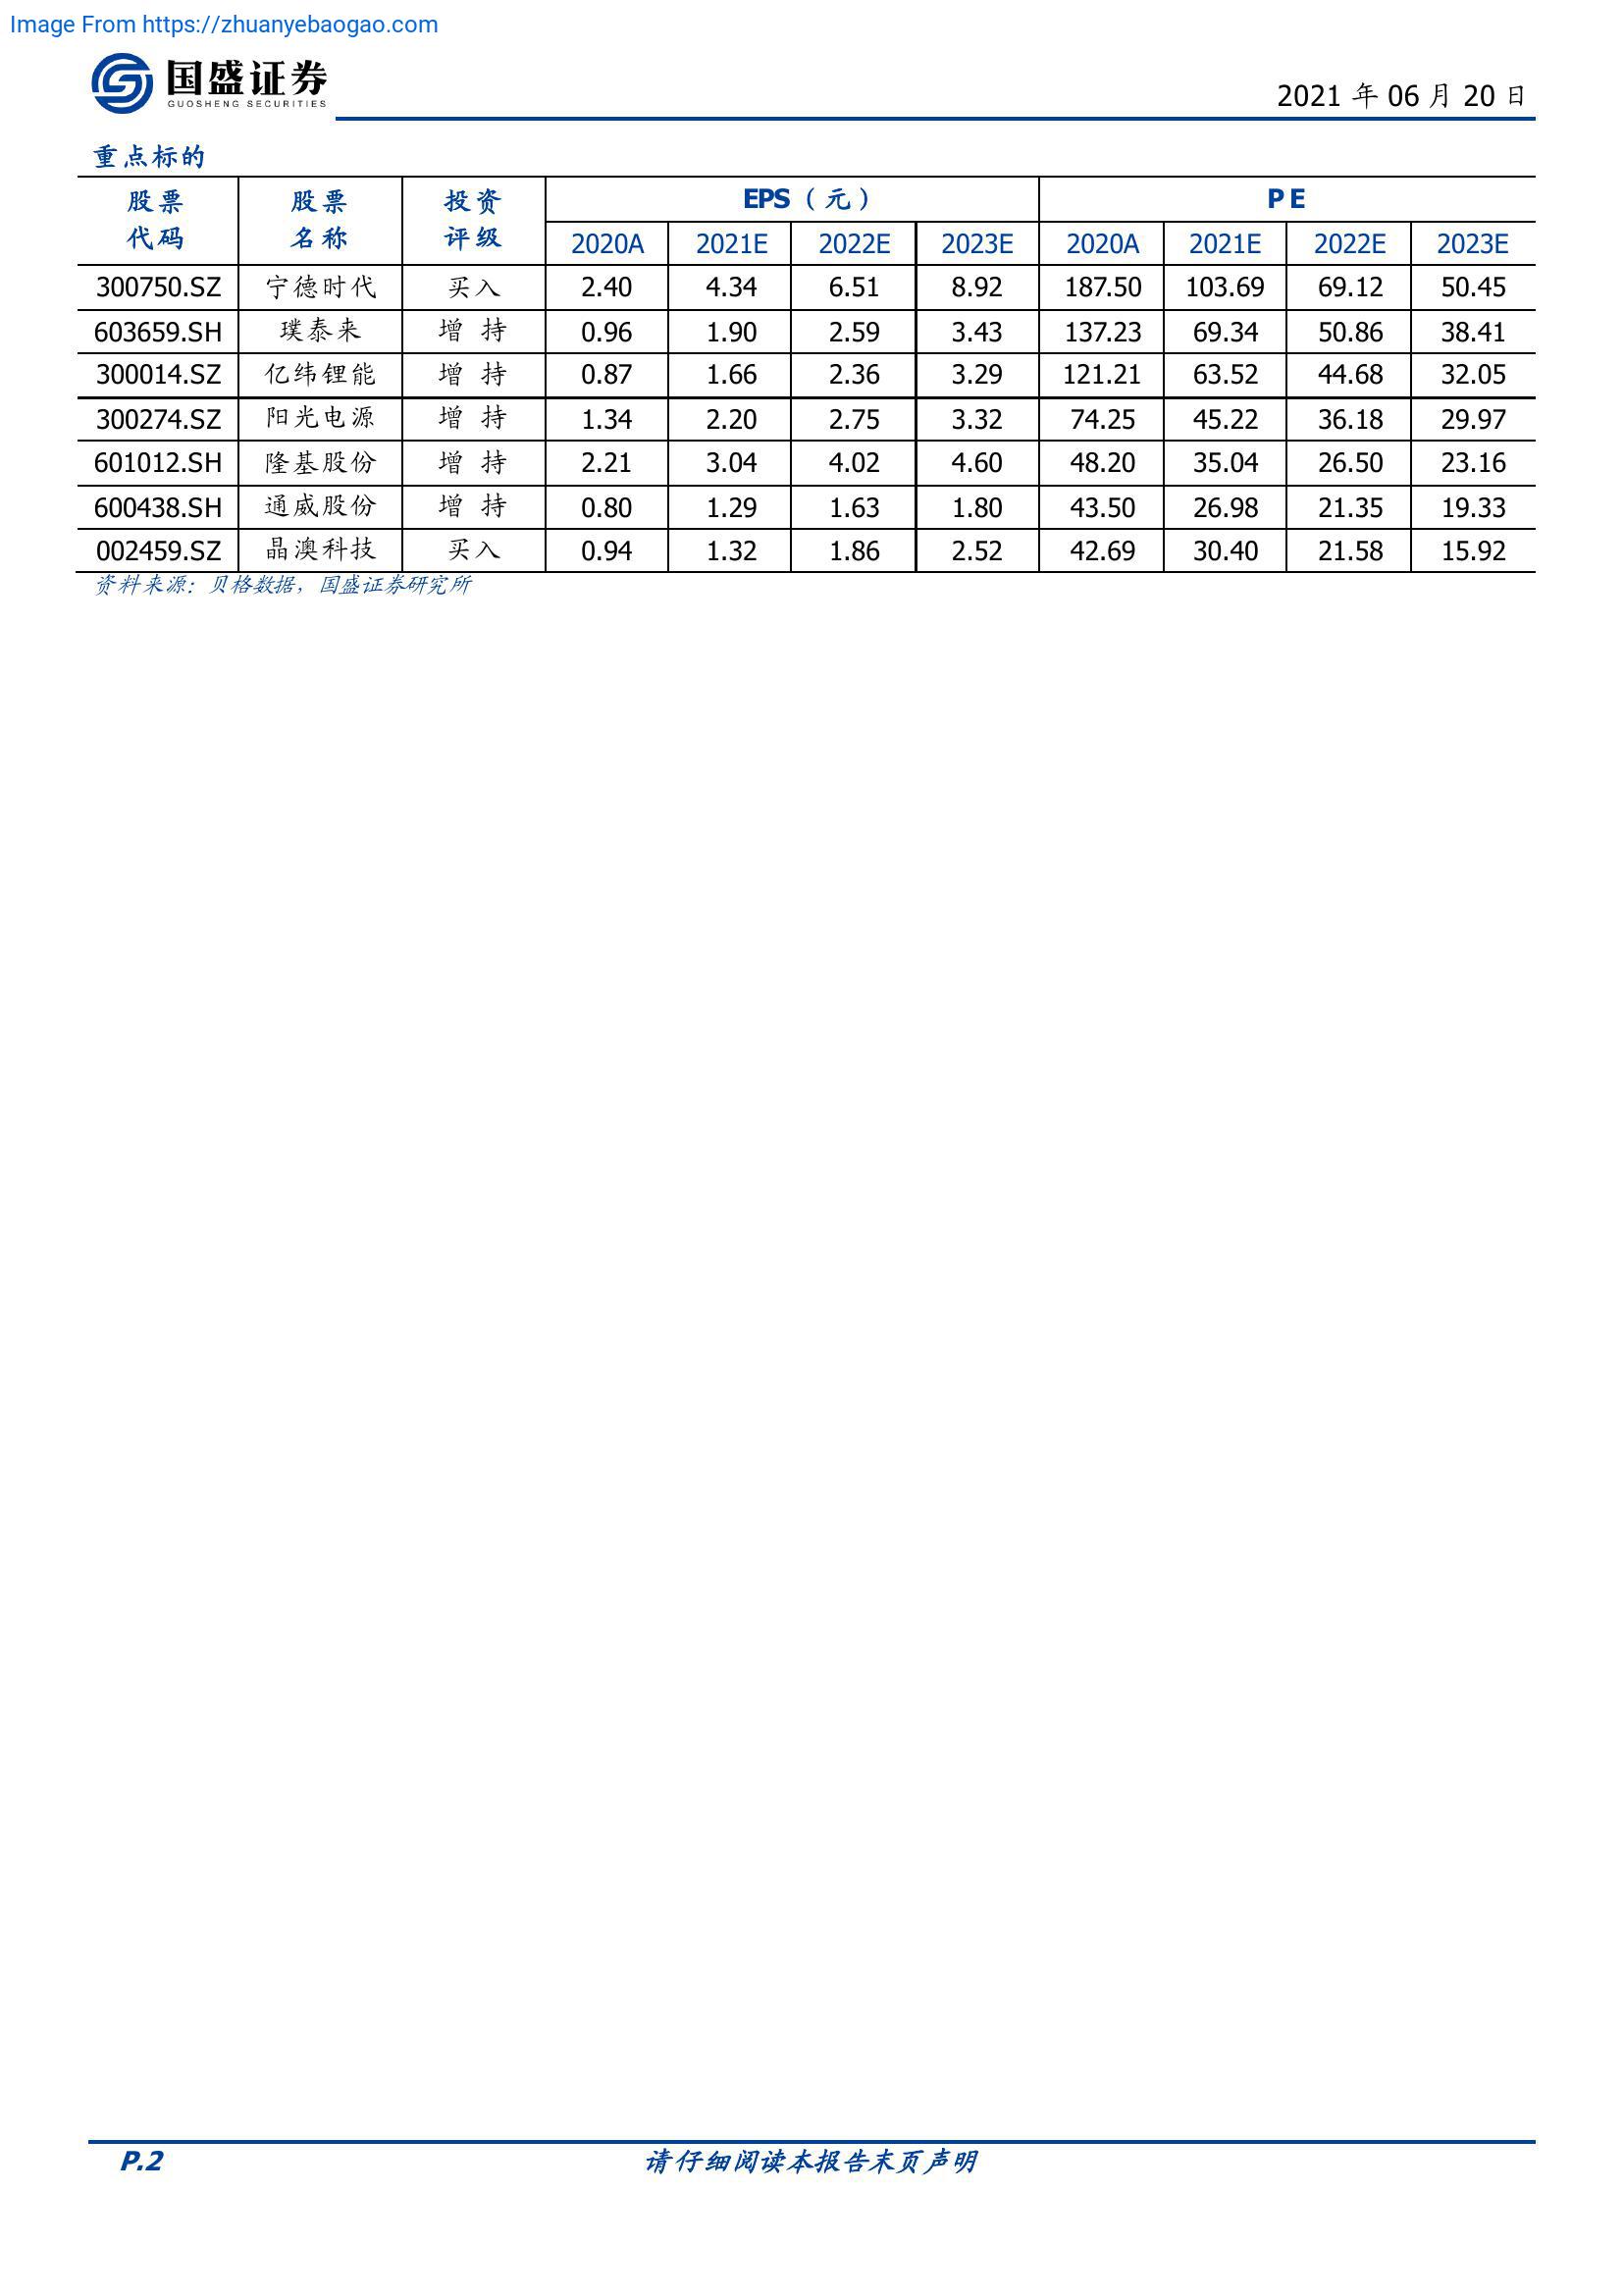 Image From https://zhuanyebaogao.com
国盛证券
GUOSHENG SECURITIES
2021 年 06 月 20 日
重点标的
股票代码 股票名称 投资评级 EPS（元） PE
2020A 2021E 2022E 2023E 2020A 2021E 2022E 2023E
300750.SZ 宁德时代 买入 2.40 4.34 6.51 8.92 187.50 103.69 69.12 50.45
603659.SH 璞泰来 增持 0.96 1.90 2.59 3.43 137.23 69.34 50.86 38.41
300014.SZ 亿纬锂能 增持 0.87 1.66 2.36 3.29 121.21 63.52 44.68 32.05
300274.SZ 阳光电源 增持 1.34 2.20 2.75 3.32 74.25 45.22 36.18 29.97
601012.SH 隆基股份 增持 2.21 3.04 4.02 4.60 48.20 35.04 26.50 23.16
600438.SH 通威股份 增持 0.80 1.29 1.63 1.80 43.50 26.98 21.35 19.33
002459.SZ 晶澳科技 买入 0.94 1.32 1.86 2.52 42.69 30.40 21.58 15.92
资料来源：贝格数据，国盛证券研究所
P.2 请仔细阅读本报告末页声明